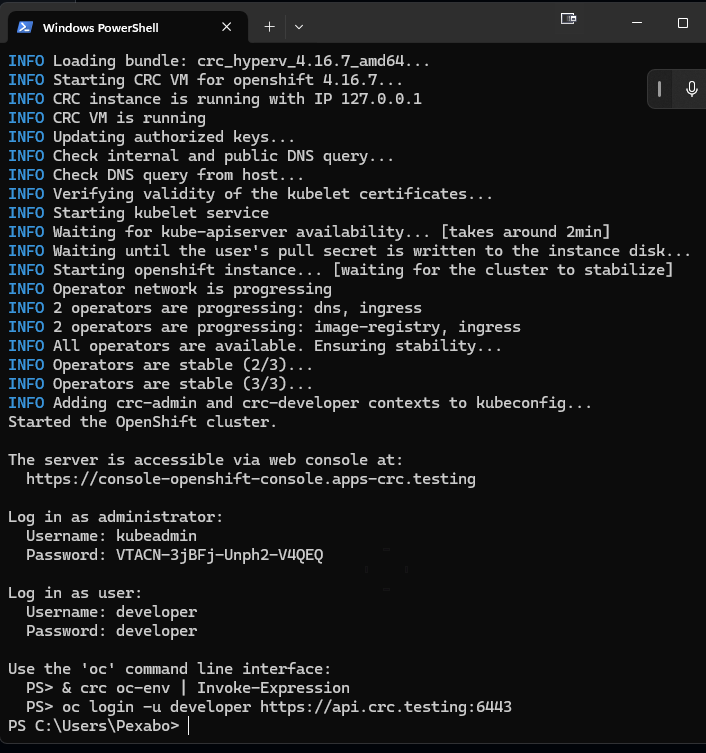 Windows PowerShell
INFO Loading bundle: crc_hyperv_4.16.7_amd64...
INFO Starting CRC VM for openshift 4.16.7...
INFO CRC instance is running with IP 127.0.0.1
INFO CRC VM is running
INFO Updating authorized keys...
INFO Check internal and public DNS query...
INFO Check DNS query from host...
INFO Verifying validity of the kubelet certificates...
INFO Starting kubelet service
INFO Waiting for kube-apiserver availability... [takes around 2min]
INFO Waiting until the user's pull secret is written to the instance disk...
INFO Starting openshift instance... [waiting for the cluster to stabilize]
INFO Operator network is progressing
INFO 2 operators are progressing: dns, ingress
INFO 2 operators are progressing: image-registry, ingress
INFO All operators are available. Ensuring stability...
INFO Operators are stable (2/3)...
INFO Operators are stable (3/3)...
INFO Adding crc-admin and crc-developer contexts to kubeconfig...
Started the OpenShift cluster.

The server is accessible via web console at:
  https://console-openshift-console.apps-crc.testing

Log in as administrator:
  Username: kubeadmin
  Password: VTACN-3jBFj-Unph2-V4QEQ

Log in as user:
  Username: developer
  Password: developer

Use the 'oc' command line interface:
  PS> & crc oc-env | Invoke-Expression
  PS> oc login -u developer https://api.crc.testing:6443
PS C:\Users\Pexabo>